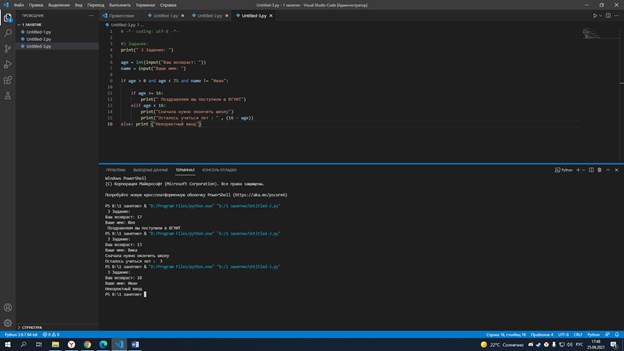 Файл Правка Выделение Вид Переход Выполнить Терминал Справка
Untitled-3.py - 1 занятие - Visual Studio Code [Администратор]
ПРОВОДНИК
Приветствие
Untitled-1.py
Untitled-2.py
Untitled-3.py
1 ЗАНЯТИЕ
Untitled-1.py
Untitled-2.py
Untitled-3.py
Untitled-3.py > ...
1 # -*- coding: utf-8 -*-
2
3 #3 Задание:
4 print(" 3 Задание: ")
5
6 age = int(input("Ваш возраст: "))
7 name = input("Ваше имя: ")
8
9 if age > 0 and age < 75 and name != "Иван":
10
11 if age >= 16:
12 print(" Поздравляем вы поступили в ВГУИТ")
13 elif age < 16:
14 print("Сначала нужно окончить школу")
15 print("Осталось учиться лет : " , (16 - age))
16 else: print ("Некоректный ввод")
ПРОБЛЕМЫ ВЫХОДНЫЕ ДАННЫЕ ТЕРМИНАЛ КОНСОЛЬ ОТЛАДКИ
Python
Windows PowerShell
(C) Корпорация Майкрософт (Microsoft Corporation). Все права защищены.
Попробуйте новую кроссплатформенную оболочку PowerShell (https://aka.ms/pscore6)
PS D:\1 занятие> & "D:/Program Files/python.exe" "d:/1 занятие/Untitled-3.py"
3 Задание:
Ваш возраст: 17
Ваше имя:
Поздравляем вы поступили в ВГУИТ
PS D:\1 занятие> & "D:/Program Files/python.exe" "d:/1 занятие/Untitled-3.py"
3 Задание:
Ваш возраст: 13
Ваше имя: Вика
Сначала нужно окончить школу
Осталось учиться лет : 3
PS D:\1 занятие> & "D:/Program Files/python.exe" "d:/1 занятие/Untitled-3.py"
3 Задание:
Ваш возраст: 18
Ваше имя: Иван
Некоректный ввод
PS D:\1 занятие>
СТРУКТУРА
Python 3.9.7 64-bit 0 0
Строка 16, столбец 18 Пробелов: 4 UTF-8 CRLF Python
22°C Солнечно
РУС
17:48
25.09.2021